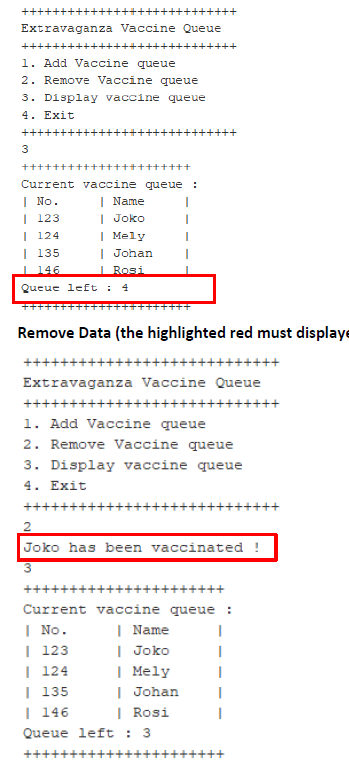 ++++++++++++++++++++++++++++
Extravaganza Vaccine Queue
++++++++++++++++++++++++++++
1. Add Vaccine queue
2. Remove Vaccine queue
3. Display vaccine queue
4. Exit
++++++++++++++++++++++++++++
3
++++++++++++++++++++++
Current vaccine queue :
| No. | Name |
| 123 | Joko |
| 124 | Mely |
| 135 | Johan |
| 146 | Rosi |
Queue left : 4
++++++++++++++++++++++
Remove Data (the highlighted red must displaye
++++++++++++++++++++++++++++
Extravaganza Vaccine Queue
++++++++++++++++++++++++++++
1. Add Vaccine queue
2. Remove Vaccine queue
3. Display vaccine queue
4. Exit
++++++++++++++++++++++++++++
2
Joko has been vaccinated !
3
++++++++++++++++++++++
Current vaccine queue :
| No. | Name |
| 123 | Joko |
| 124 | Mely |
| 135 | Johan |
| 146 | Rosi |
Queue left : 3
++++++++++++++++++++++